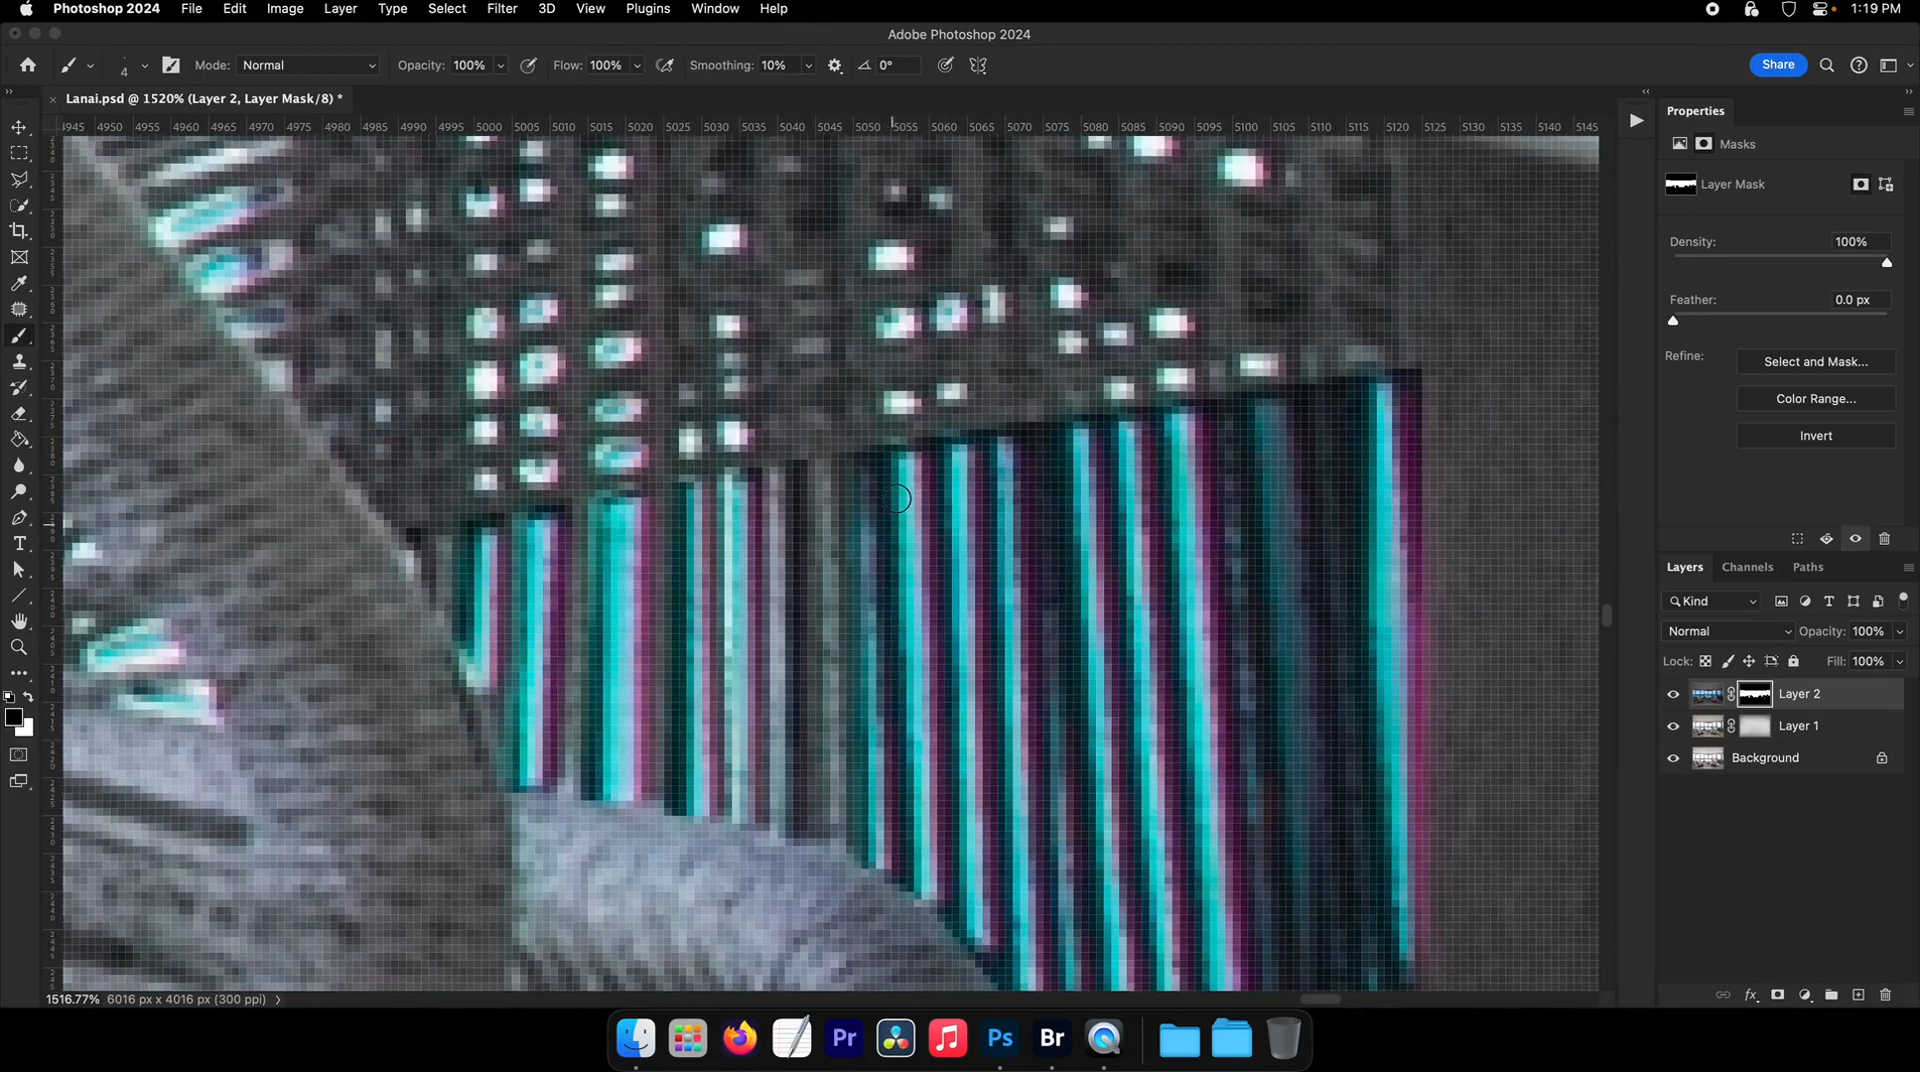 Photoshop 2024 File Edit Image Layer Type Select Filter 3D View Plugins Window Help 1:19 PM
Adobe Photoshop 2024
4 Mode: Normal Opacity: 100% Flow: 100% Smoothing: 10% 0° Share
× Lanai.psd @ 1520% (Layer 2, Layer Mask/8) *
4945 4950 4955 4960 4965 4970 4975 4980 4985 4990 4995 5000 5005 5010 5015 5020 5025 5030 5035 5040 5045 5050 5055 5060 5065 5070 5075 5080 5085 5090 5095 5100 5105 5110 5115 5120 5125 5130 5135 5140 5145
Properties
Masks
Layer Mask
Density: 100%
Feather: 0.0 px
Refine: Select and Mask...
Color Range...
Invert
Layers Channels Paths
Kind
Normal Opacity: 100%
Lock: Fill: 100%
Layer 2
Layer 1
Background
fx
1516.77% 6016 px x 4016 px (300 ppi) >
Pr Ps Br